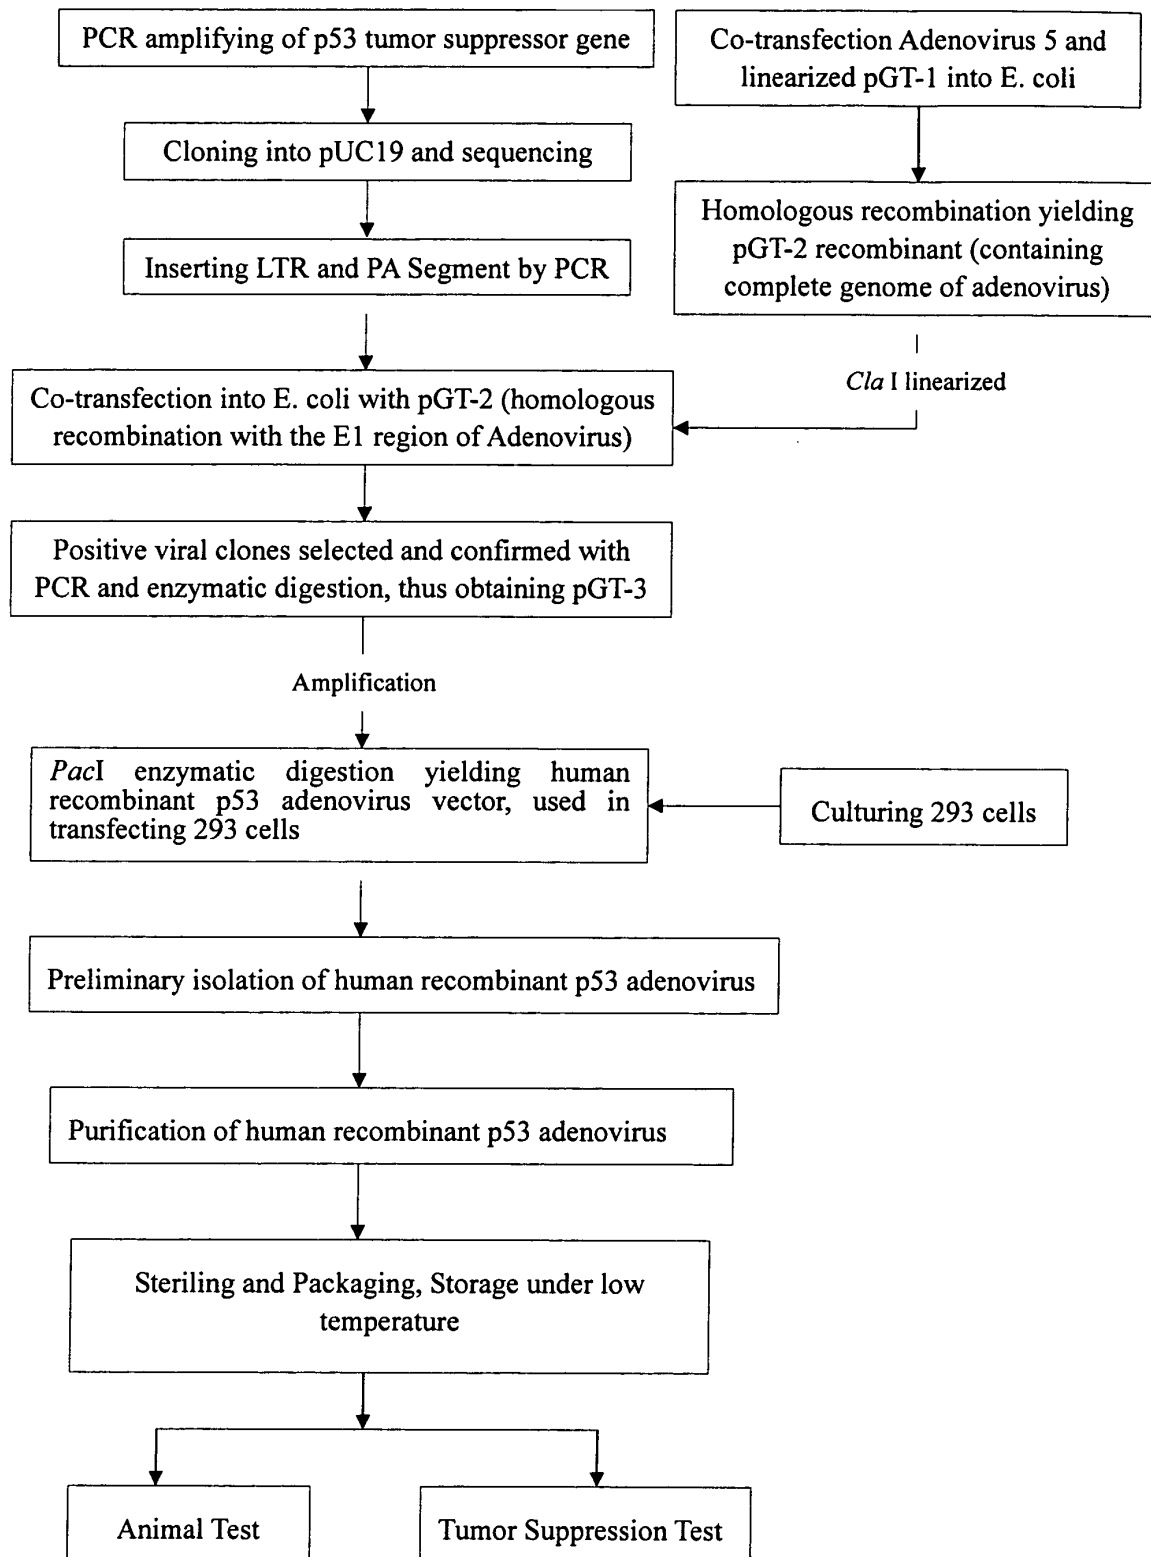 PCR amplifying of p53 tumor suppressor gene
Co-transfection Adenovirus 5 and
linearized pGT-1 into E. coli
Cloning into pUC19 and sequencing
Homologous recombination yielding
pGT-2 recombinant (containing
complete genome of adenovirus)
Inserting LTR and PA Segment by PCR
Cla I linearized
Co-transfection into E. coli with pGT-2 (homologous
recombination with the E1 region of Adenovirus)
Positive viral clones selected and confirmed with
PCR and enzymatic digestion, thus obtaining pGT-3
Amplification
PacI enzymatic digestion yielding human
recombinant p53 adenovirus vector, used in
transfecting 293 cells
Culturing 293 cells
Preliminary isolation of human recombinant p53 adenovirus
Purification of human recombinant p53 adenovirus
Steriling and Packaging, Storage under low
temperature
Animal Test
Tumor Suppression Test